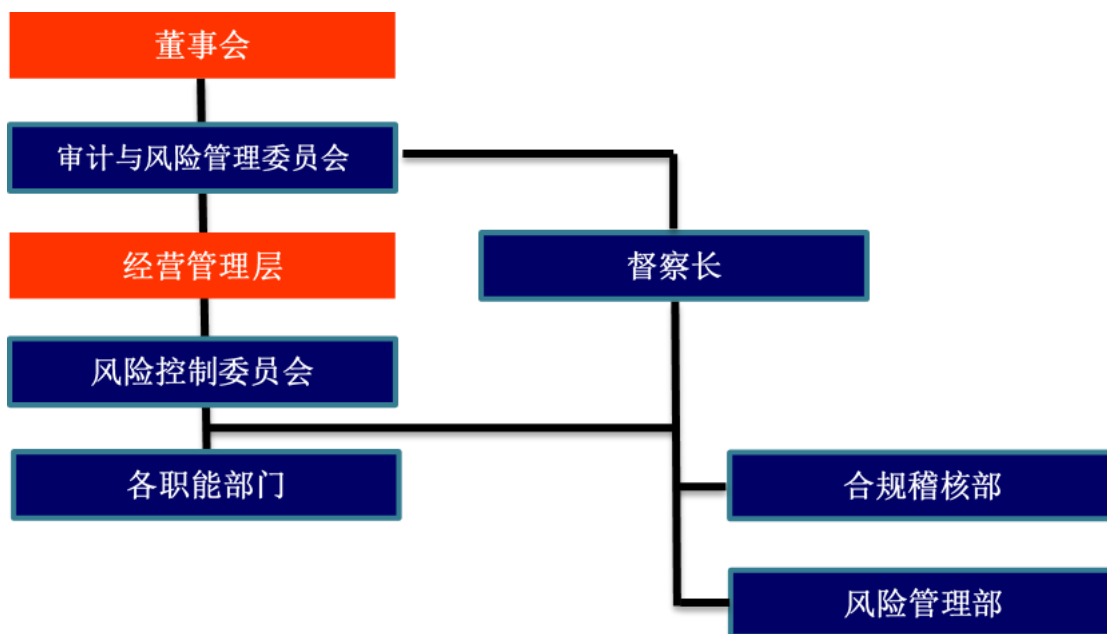 董事会
审计与风险管理委员会
经营管理层
督察长
风险控制委员会
各职能部门
合规稽核部
风险管理部